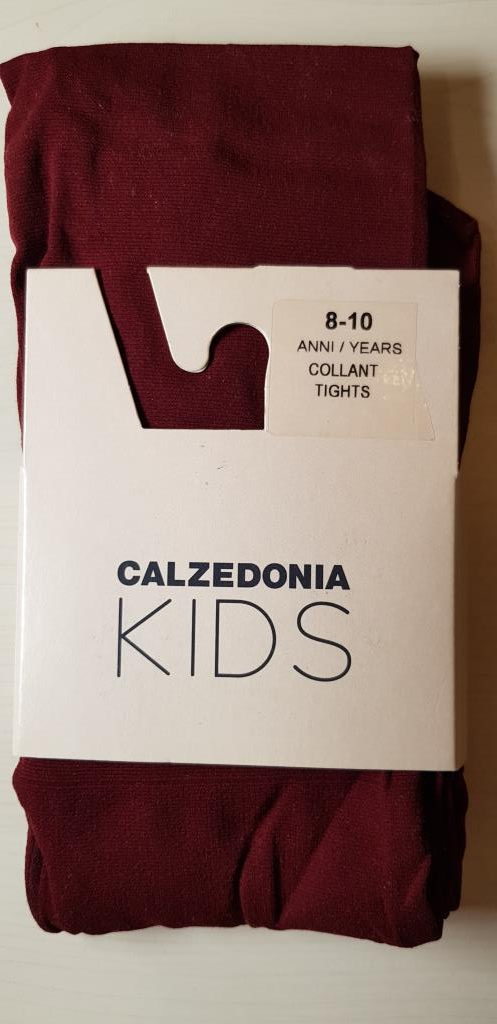 8-10
ANNI / YEARS
COLLANT
TIGHTS
CALZEDONIA
KIDS